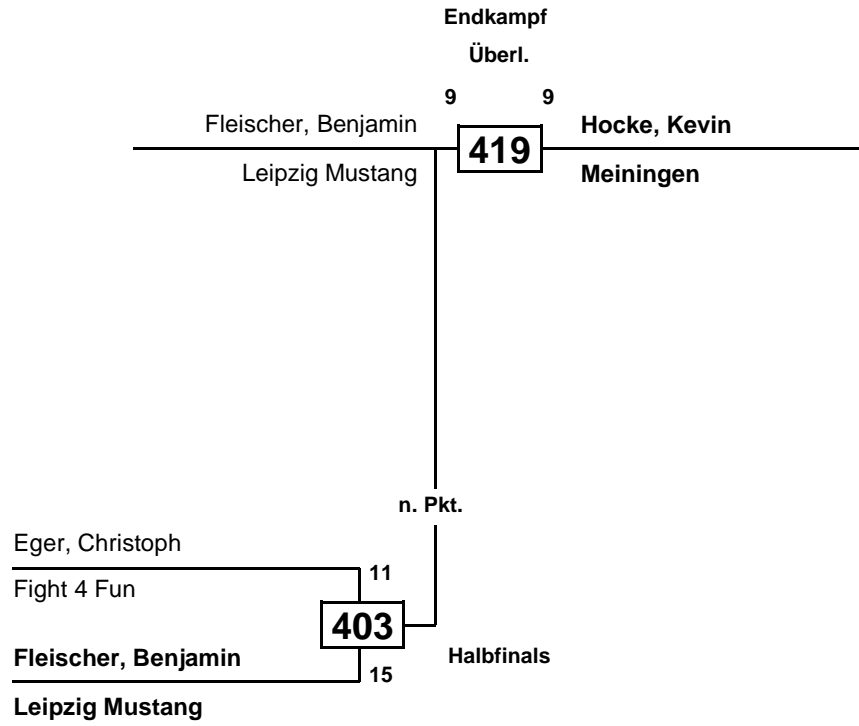 Endkampf
Überl.
9 9
Fleischer, Benjamin 419 Hocke, Kevin
Leipzig Mustang Meiningen
n. Pkt.
Eger, Christoph
11
Fight 4 Fun
403
Fleischer, Benjamin Halbfinals
15
Leipzig Mustang